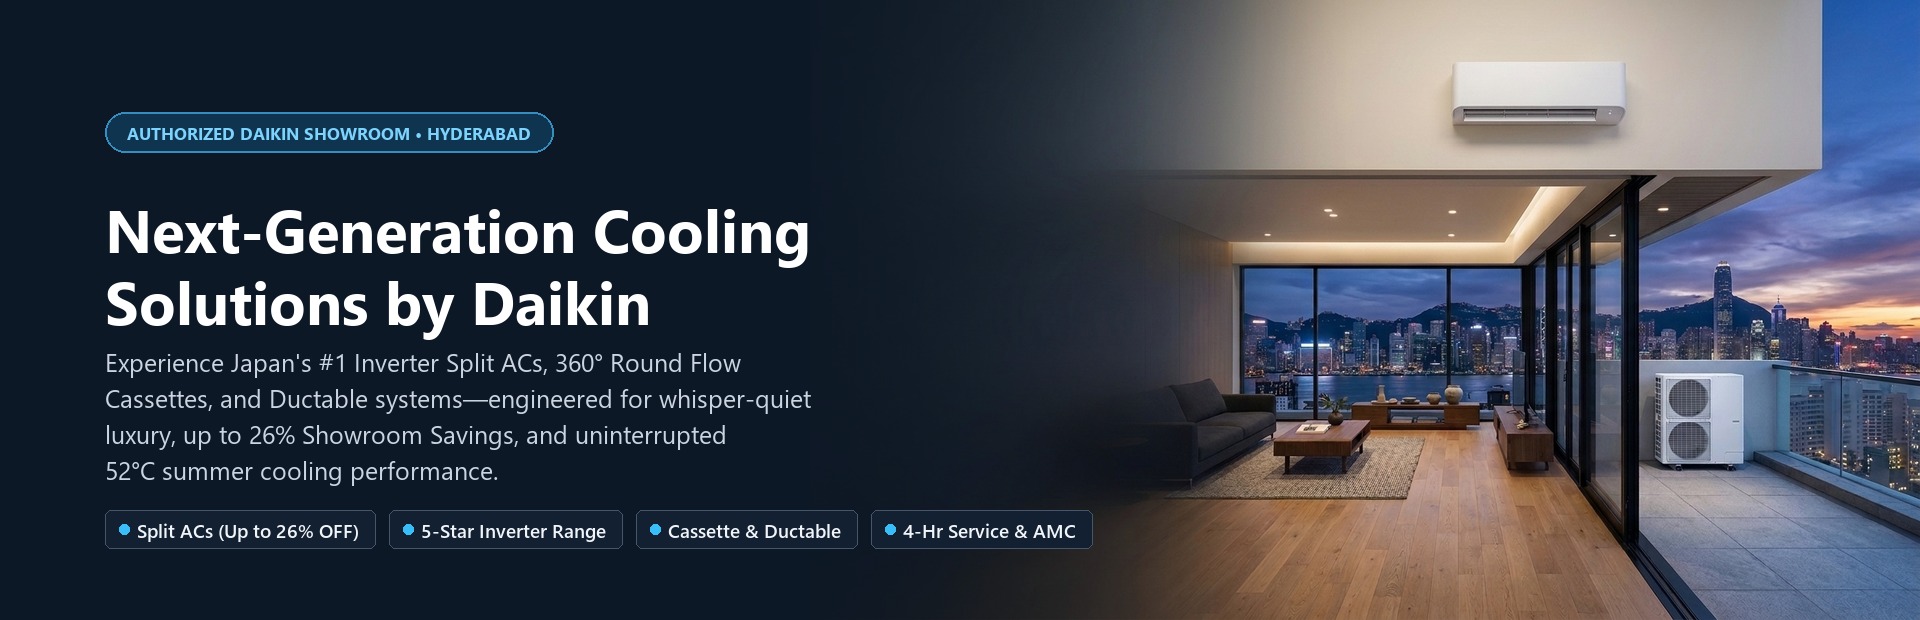 AUTHORIZED DAIKIN SHOWROOM • HYDERABAD
Next-Generation Cooling
Solutions by Daikin
Experience Japan's #1 Inverter Split ACs, 360° Round Flow
Cassettes, and Ductable systems—engineered for whisper-quiet
luxury, up to 26% Showroom Savings, and uninterrupted
52°C summer cooling performance.
Split ACs (Up to 26% OFF)
5-Star Inverter Range
Cassette & Ductable
4-Hr Service & AMC